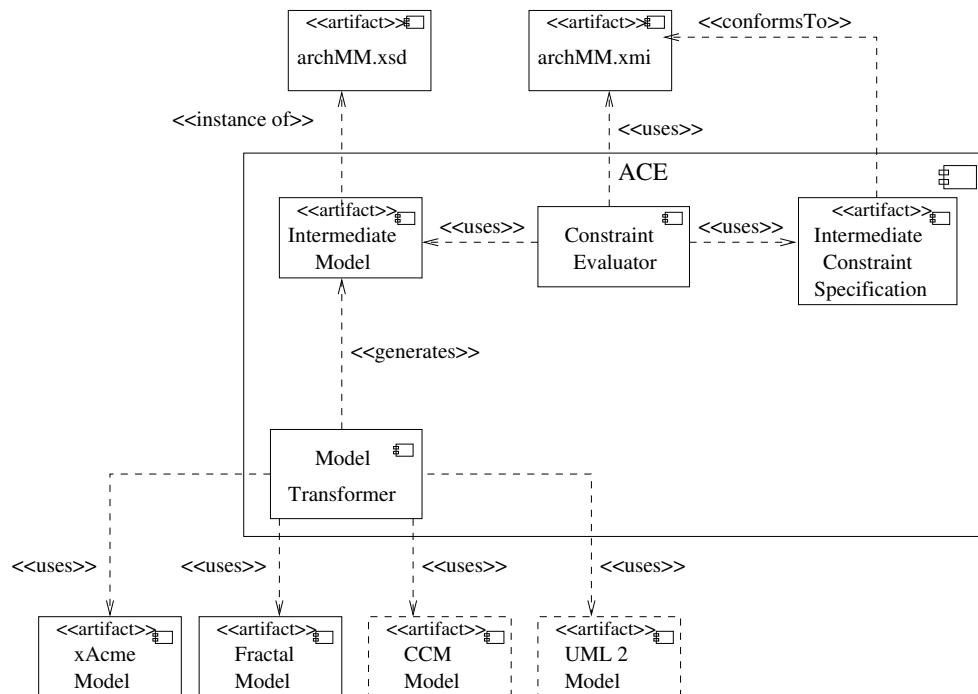 <<artifact>>
archMM.xsd
<<artifact>>
archMM.xmi
<<conformsTo>>
<<instance of>>
<<uses>>
ACE
<<artifact>>
Intermediate
Model
<<uses>>
Constraint
Evaluator
<<uses>>
<<artifact>>
Intermediate
Constraint
Specification
<<generates>>
Model
Transformer
<<uses>>
<<uses>>
<<uses>>
<<uses>>
<<artifact>>
xAcme
Model
<<artifact>>
Fractal
Model
<<artifact>>
CCM
Model
<<artifact>>
UML 2
Model